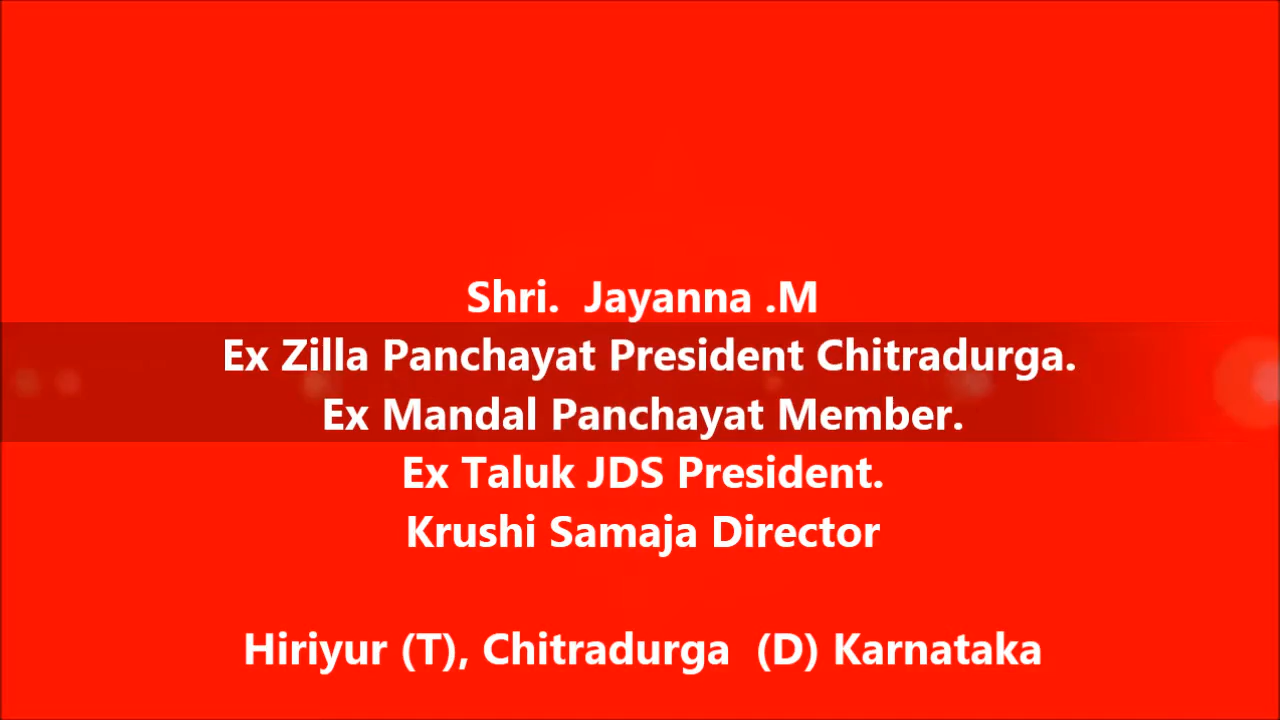 Shri.  Jayanna .M
Ex Zilla Panchayat President Chitradurga.
Ex Mandal Panchayat Member.
Ex Taluk JDS President.
Krushi Samaja Director
Hiriyur (T), Chitradurga  (D) Karnataka